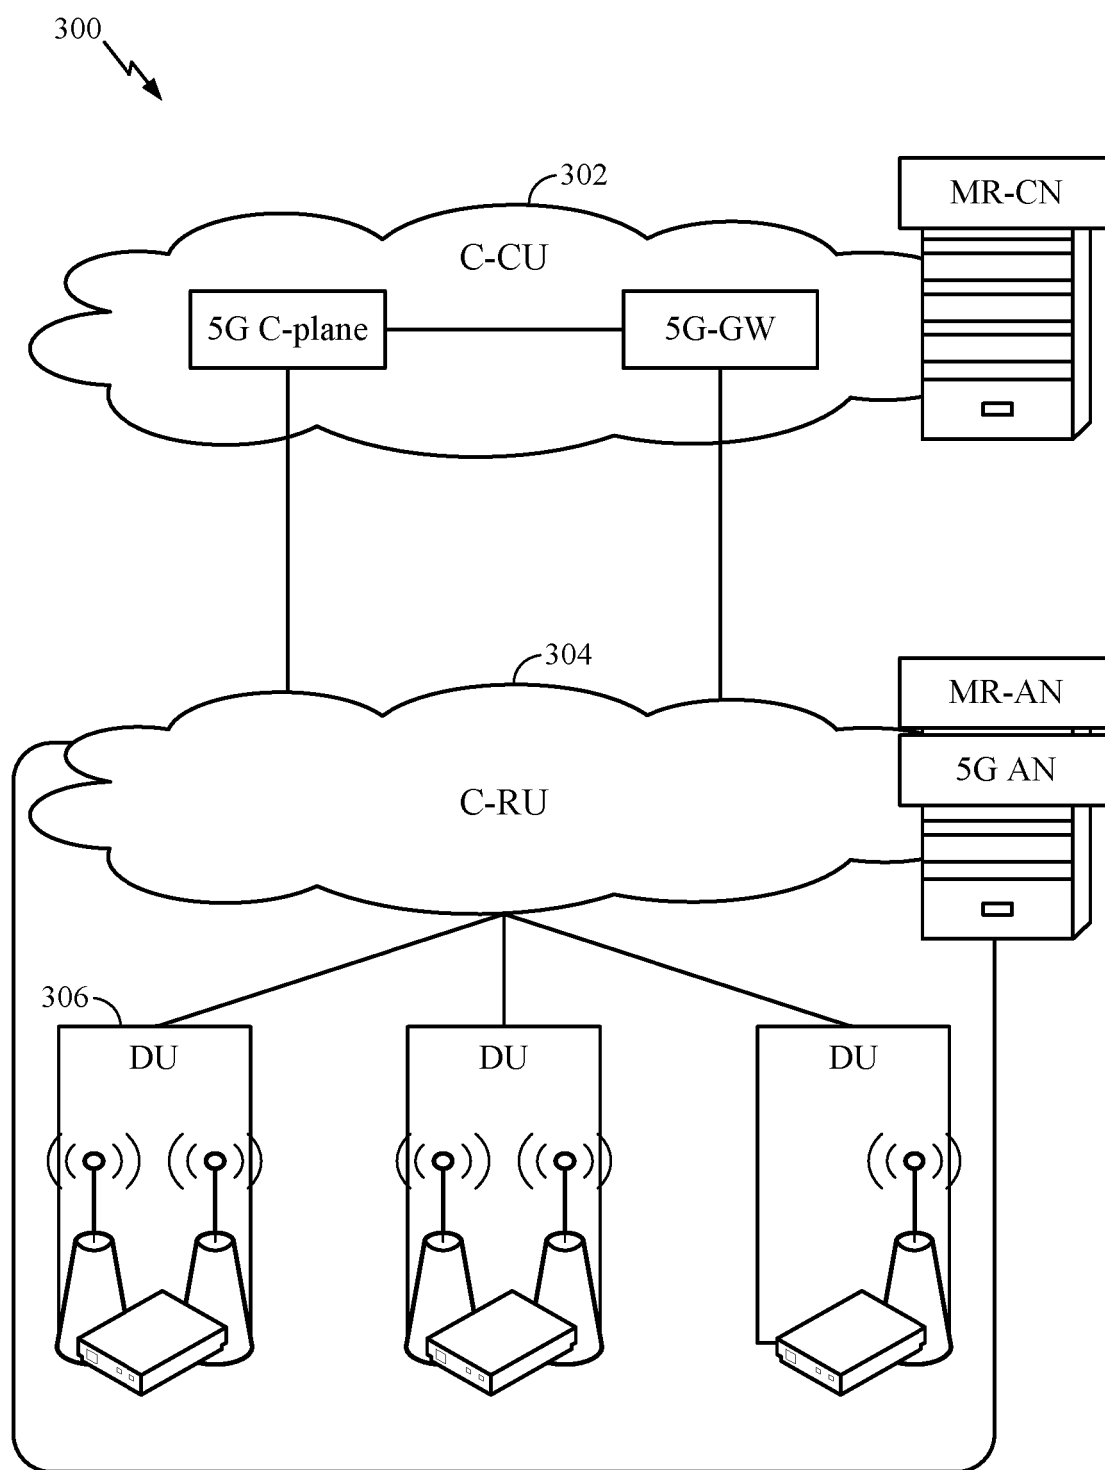 300
302
MR-CN
C-CU
5G C-plane
5G-GW
304
MR-AN
5G AN
C-RU
306
DU
DU
DU